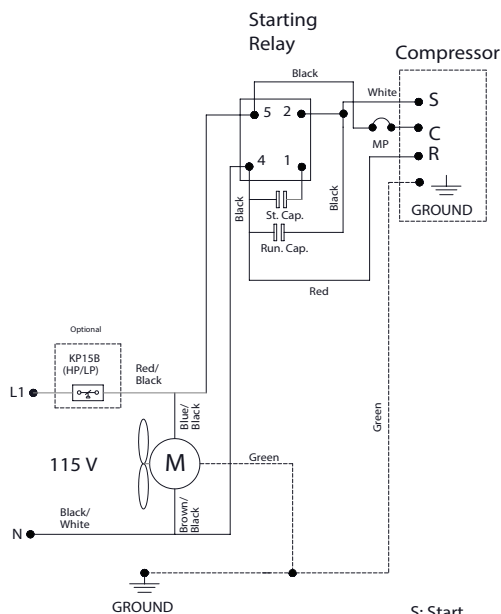 Starting
Relay
Compressor
Black
White
S
5
2
C
MP
R
4
1
Black
St. Cap.
Black
GROUND
Run. Cap.
Red
Optional
KP15B
(HP/LP)
Red/
Black
L1
Blue/
Black
Green
115 V
M
Green
Black/
White
Brown/
Black
N
GROUND
S: Start